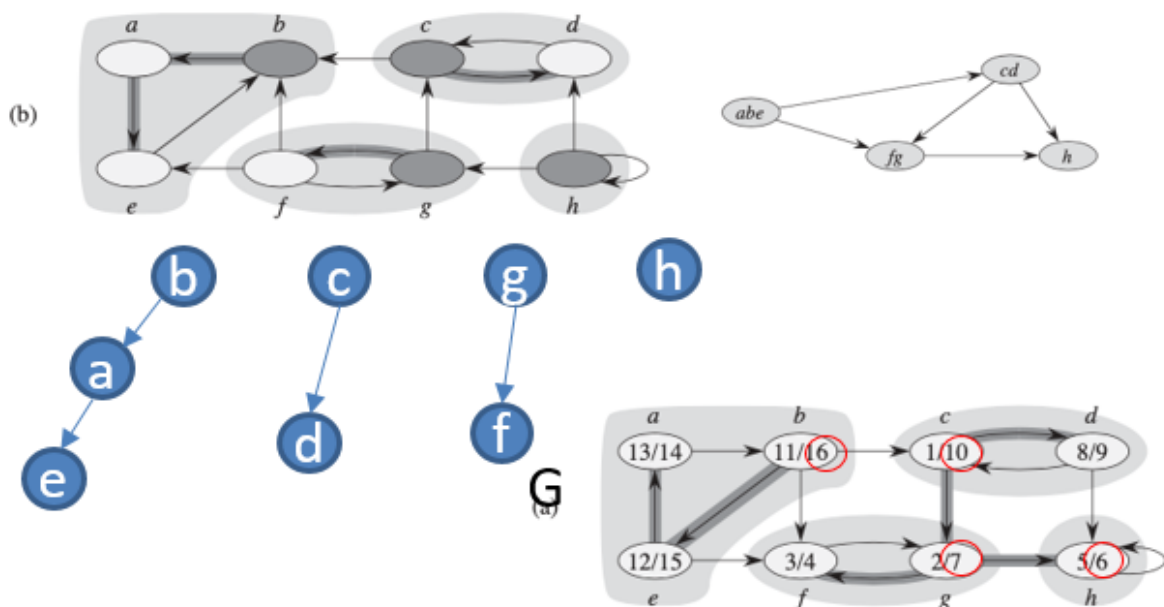 a b c d
cd
abe
(b)
fg h
e f g h
b c g h
a
d f
e
a b c d
13/14 11/16 1/10 8/9
G
(a)
12/15 3/4 2/7 5/6
e f g h